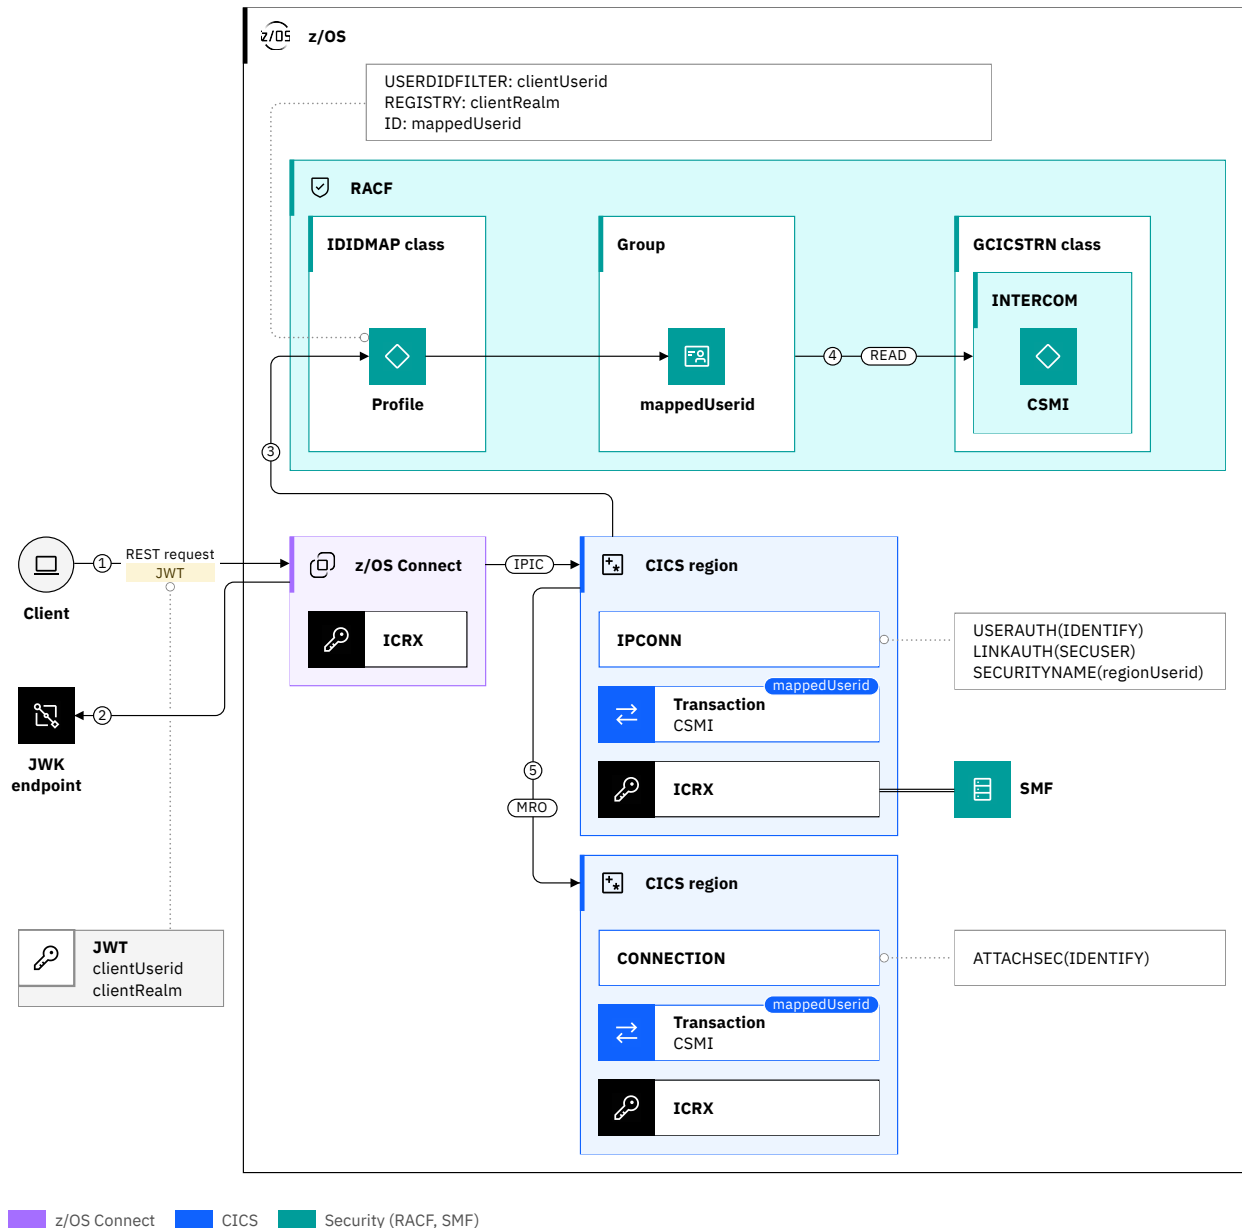 z/OS
z/OS
USERDIDFILTER: clientUserid
REGISTRY: clientRealm
ID: mappedUserid
RACF
IDIDMAP class
Group
GCICSTRN class
INTERCOM
4
READ
Profile
mappedUserid
CSMI
3
1
REST request
JWT
Client
z/OS Connect
IPIC
CICS region
ICRX
IPCONN
USERAUTH(IDENTIFY)
LINKAUTH(SECUSER)
SECURITYNAME(regionUserid)
mappedUserid
Transaction
CSMI
2
JWK
endpoint
5
MRO
ICRX
SMF
CICS region
JWT
clientUserid
clientRealm
CONNECTION
ATTACHSEC(IDENTIFY)
mappedUserid
Transaction
CSMI
ICRX
z/OS Connect
CICS
Security (RACF, SMF)